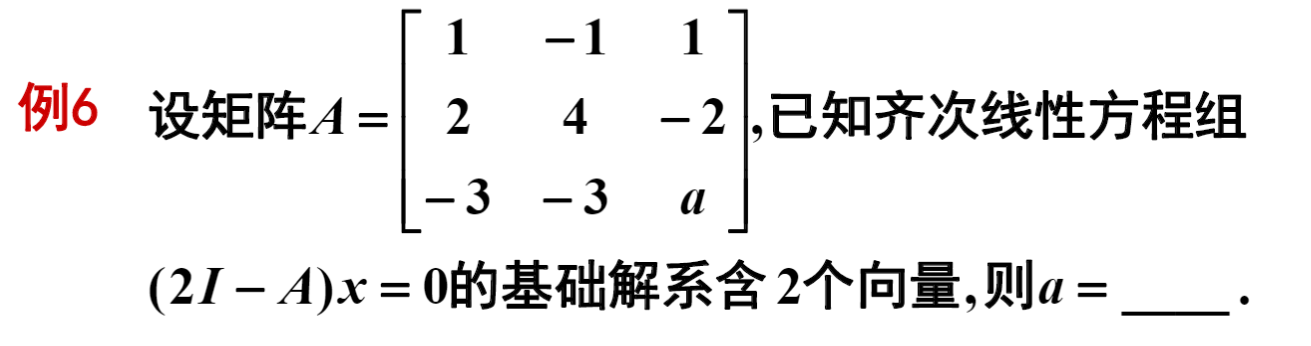 例6 设矩阵A = [ 1 −1 1
2 4 −2
−3 −3 a ],已知齐次线性方程组
(2I − A)x = 0的基础解系含2个向量,则a = ____.